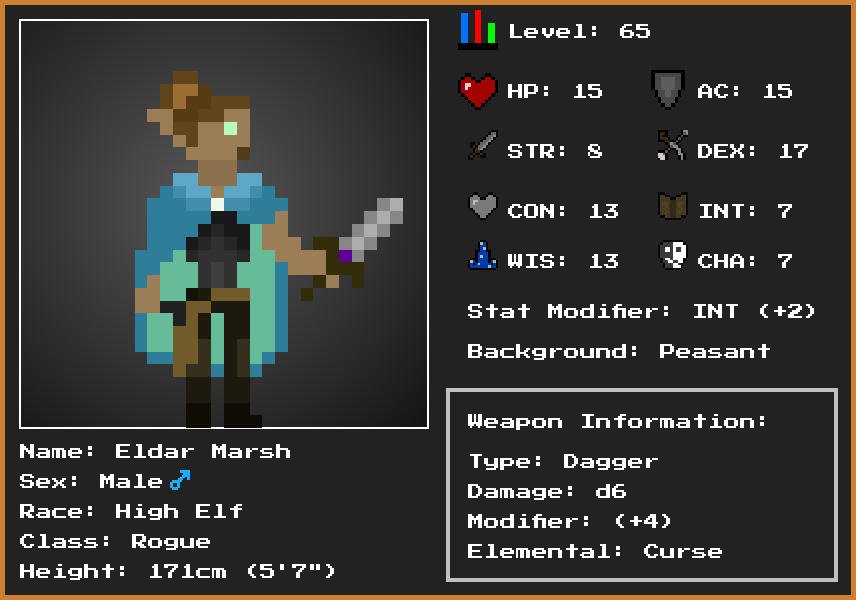 Level: 65
HP: 15 AC: 15
STR: 8 DEX: 17
CON: 13 INT: 7
WIS: 13 CHA: 7
Stat Modifier: INT (+2)
Background: Peasant
Weapon Information:
Type: Dagger
Damage: d6
Modifier: (+4)
Elemental: Curse
Name: Eldar Marsh
Sex: Male♂
Race: High Elf
Class: Rogue
Height: 171cm (5'7")